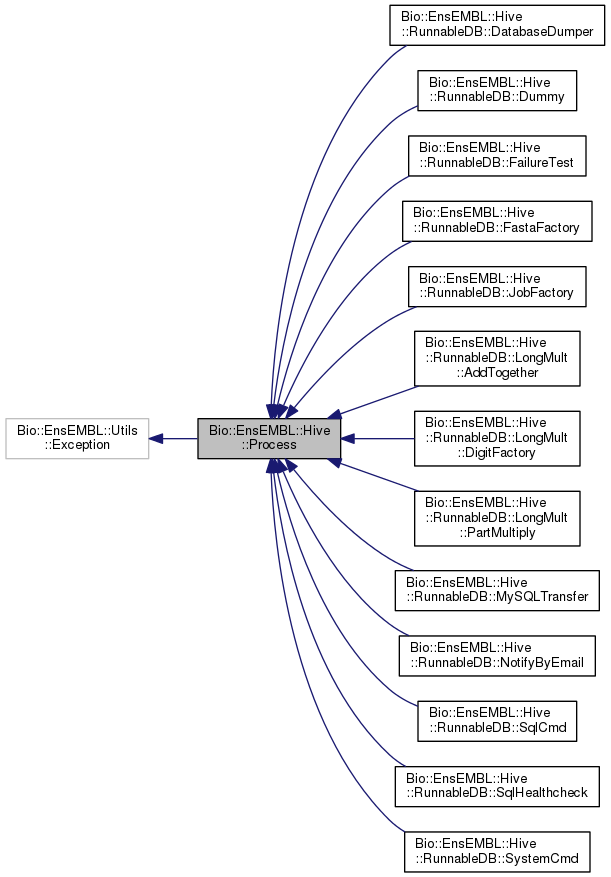 Bio::EnsEMBL::Hive
::RunnableDB::DatabaseDumper
Bio::EnsEMBL::Hive
::RunnableDB::Dummy
Bio::EnsEMBL::Hive
::RunnableDB::FailureTest
Bio::EnsEMBL::Hive
::RunnableDB::FastaFactory
Bio::EnsEMBL::Hive
::RunnableDB::JobFactory
Bio::EnsEMBL::Hive
::RunnableDB::LongMult
::AddTogether
Bio::EnsEMBL::Utils
::Exception
Bio::EnsEMBL::Hive
::Process
Bio::EnsEMBL::Hive
::RunnableDB::LongMult
::DigitFactory
Bio::EnsEMBL::Hive
::RunnableDB::LongMult
::PartMultiply
Bio::EnsEMBL::Hive
::RunnableDB::MySQLTransfer
Bio::EnsEMBL::Hive
::RunnableDB::NotifyByEmail
Bio::EnsEMBL::Hive
::RunnableDB::SqlCmd
Bio::EnsEMBL::Hive
::RunnableDB::SqlHealthcheck
Bio::EnsEMBL::Hive
::RunnableDB::SystemCmd